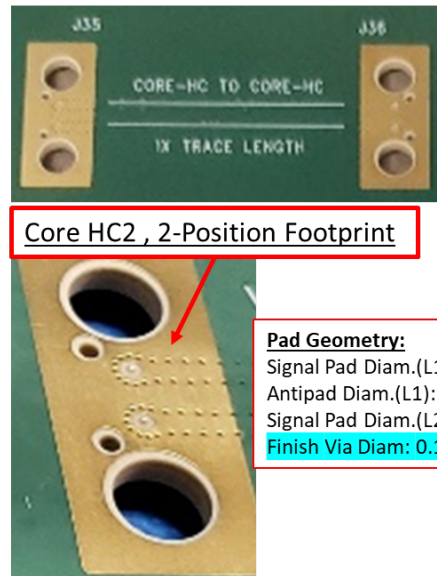 J35
J36
CORE-HC TO CORE-HC
1X TRACE LENGTH
Core HC2 , 2-Position Footprint
Pad Geometry:
Signal Pad Diam.(L1
Antipad Diam.(L1):
Signal Pad Diam.(L2
Finish Via Diam: 0.1